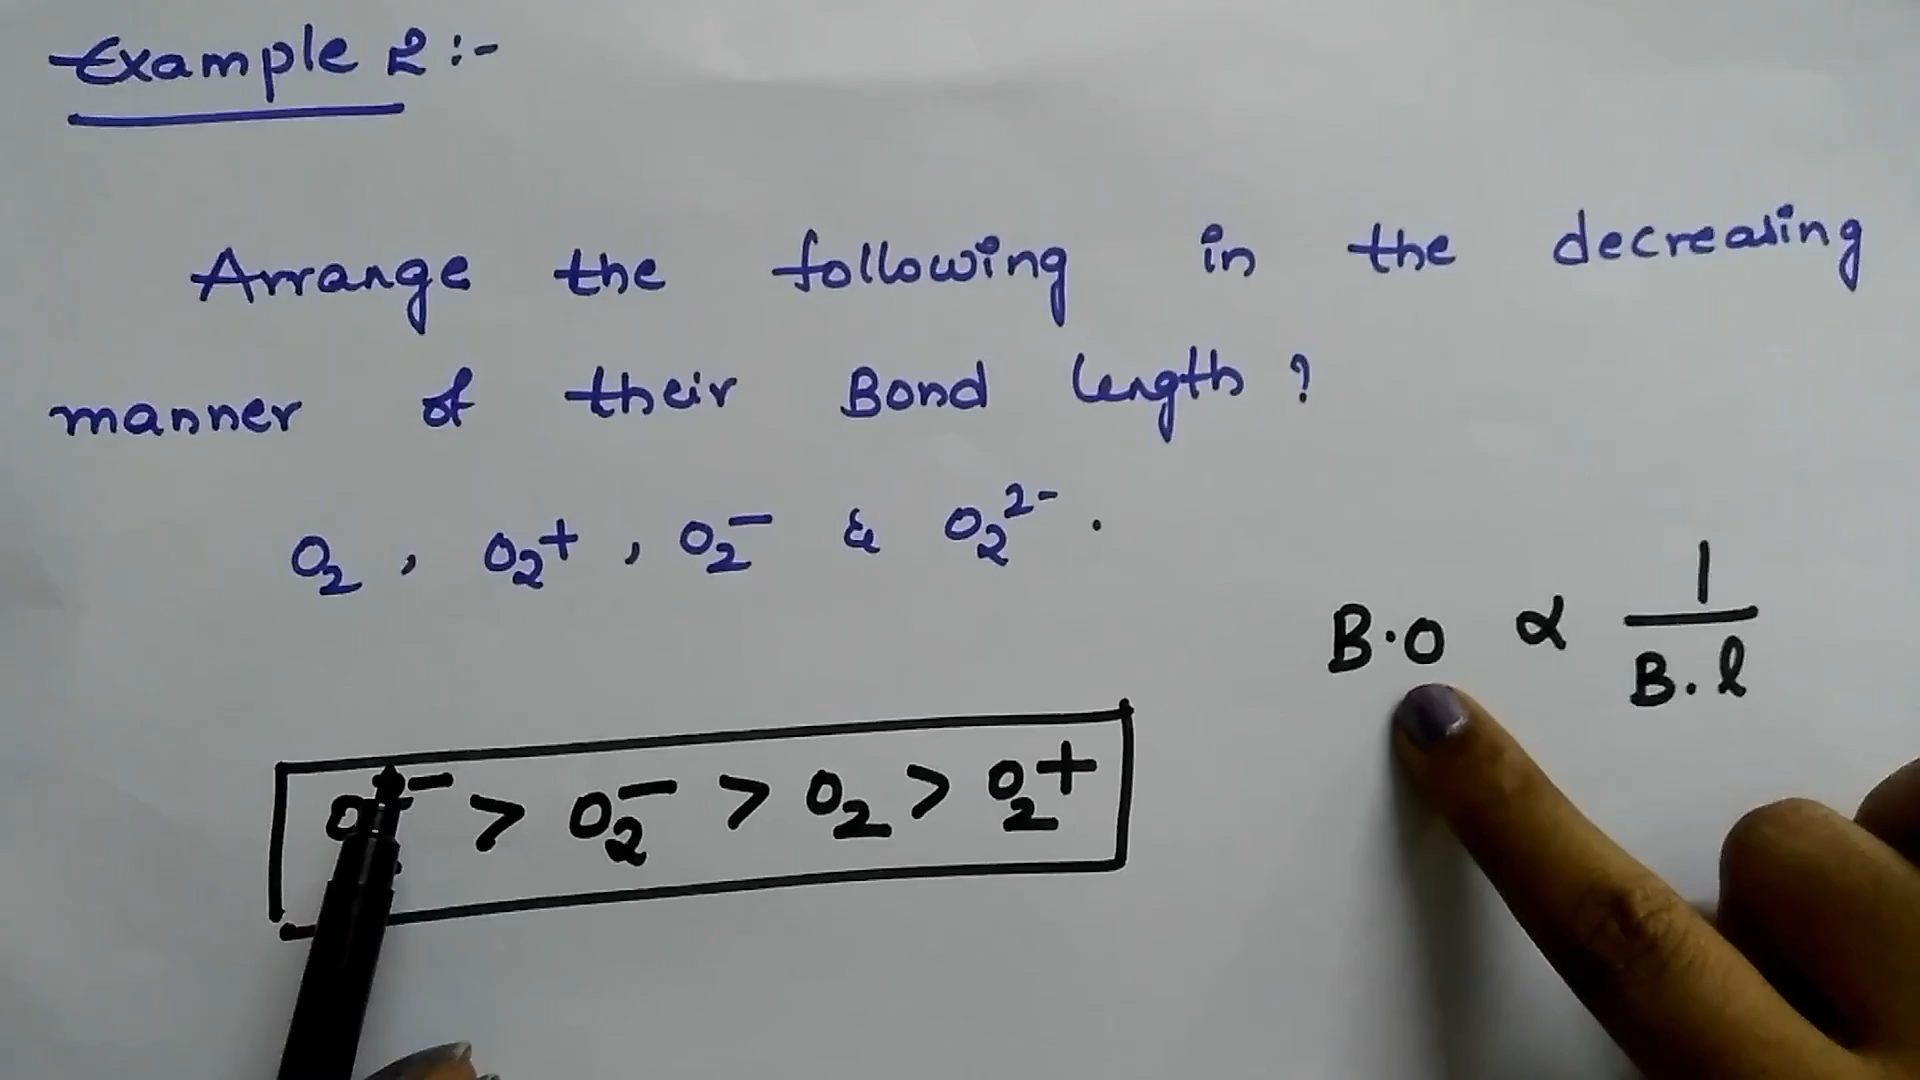 Example 2:-
Arrange the following in the decreasing
manner of their Bond length?
O₂, O₂⁺, O₂⁻ & O₂²⁻.
B.O ∝ 1/B.l
> O₂⁻ > O₂ > O₂⁺